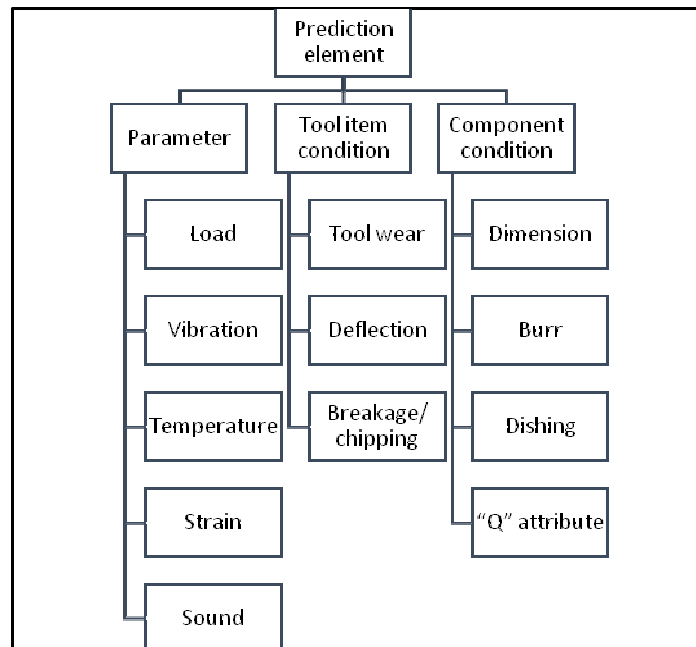 Prediction
element
Parameter
Tool item
condition
Component
condition
Load
Tool wear
Dimension
Vibration
Deflection
Burr
Temperature
Breakage/
chipping
Dishing
Strain
“Q” attribute
Sound